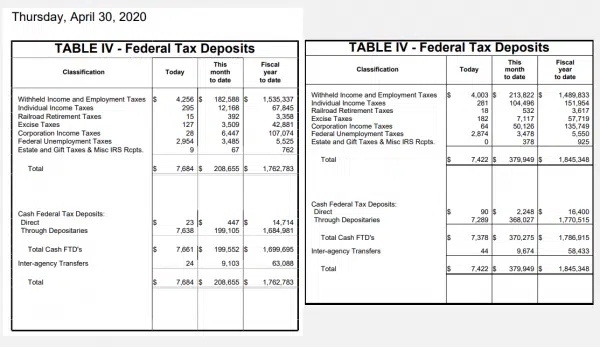 Thursday, April 30, 2020
TABLE IV - Federal Tax Deposits
Classification Today This month to date Fiscal year to date
Withheld Income and Employment Taxes $ 4,256 $ 182,588 $ 1,535,337
Individual Income Taxes 295 12,168 67,845
Railroad Retirement Taxes 15 392 3,358
Excise Taxes 127 3,509 42,881
Corporation Income Taxes 28 6,447 107,074
Federal Unemployment Taxes 2,954 3,485 5,525
Estate and Gift Taxes & Misc IRS Rcpts. 9 67 762
Total $ 7,684 $ 208,655 $ 1,762,783
Cash Federal Tax Deposits:
Direct $ 23 $ 447 $ 14,714
Through Depositaries 7,638 199,105 1,684,981
Total Cash FTD's $ 7,661 $ 199,552 $ 1,699,695
Inter-agency Transfers 24 9,103 63,088
Total $ 7,684 $ 208,655 $ 1,762,783
TABLE IV - Federal Tax Deposits
Classification Today This month to date Fiscal year to date
Withheld Income and Employment Taxes $ 4,003 $ 213,822 $ 1,489,833
Individual Income Taxes 281 104,496 151,954
Railroad Retirement Taxes 18 532 3,617
Excise Taxes 182 7,117 57,719
Corporation Income Taxes 64 50,126 135,749
Federal Unemployment Taxes 2,874 3,478 5,550
Estate and Gift Taxes & Misc IRS Rcpts. 0 378 925
Total $ 7,422 $ 379,949 $ 1,845,348
Cash Federal Tax Deposits:
Direct $ 90 $ 2,248 $ 16,400
Through Depositaries 7,289 368,027 1,770,515
Total Cash FTD's $ 7,378 $ 370,275 $ 1,786,915
Inter-agency Transfers 44 9,674 58,433
Total $ 7,422 $ 379,949 $ 1,845,348